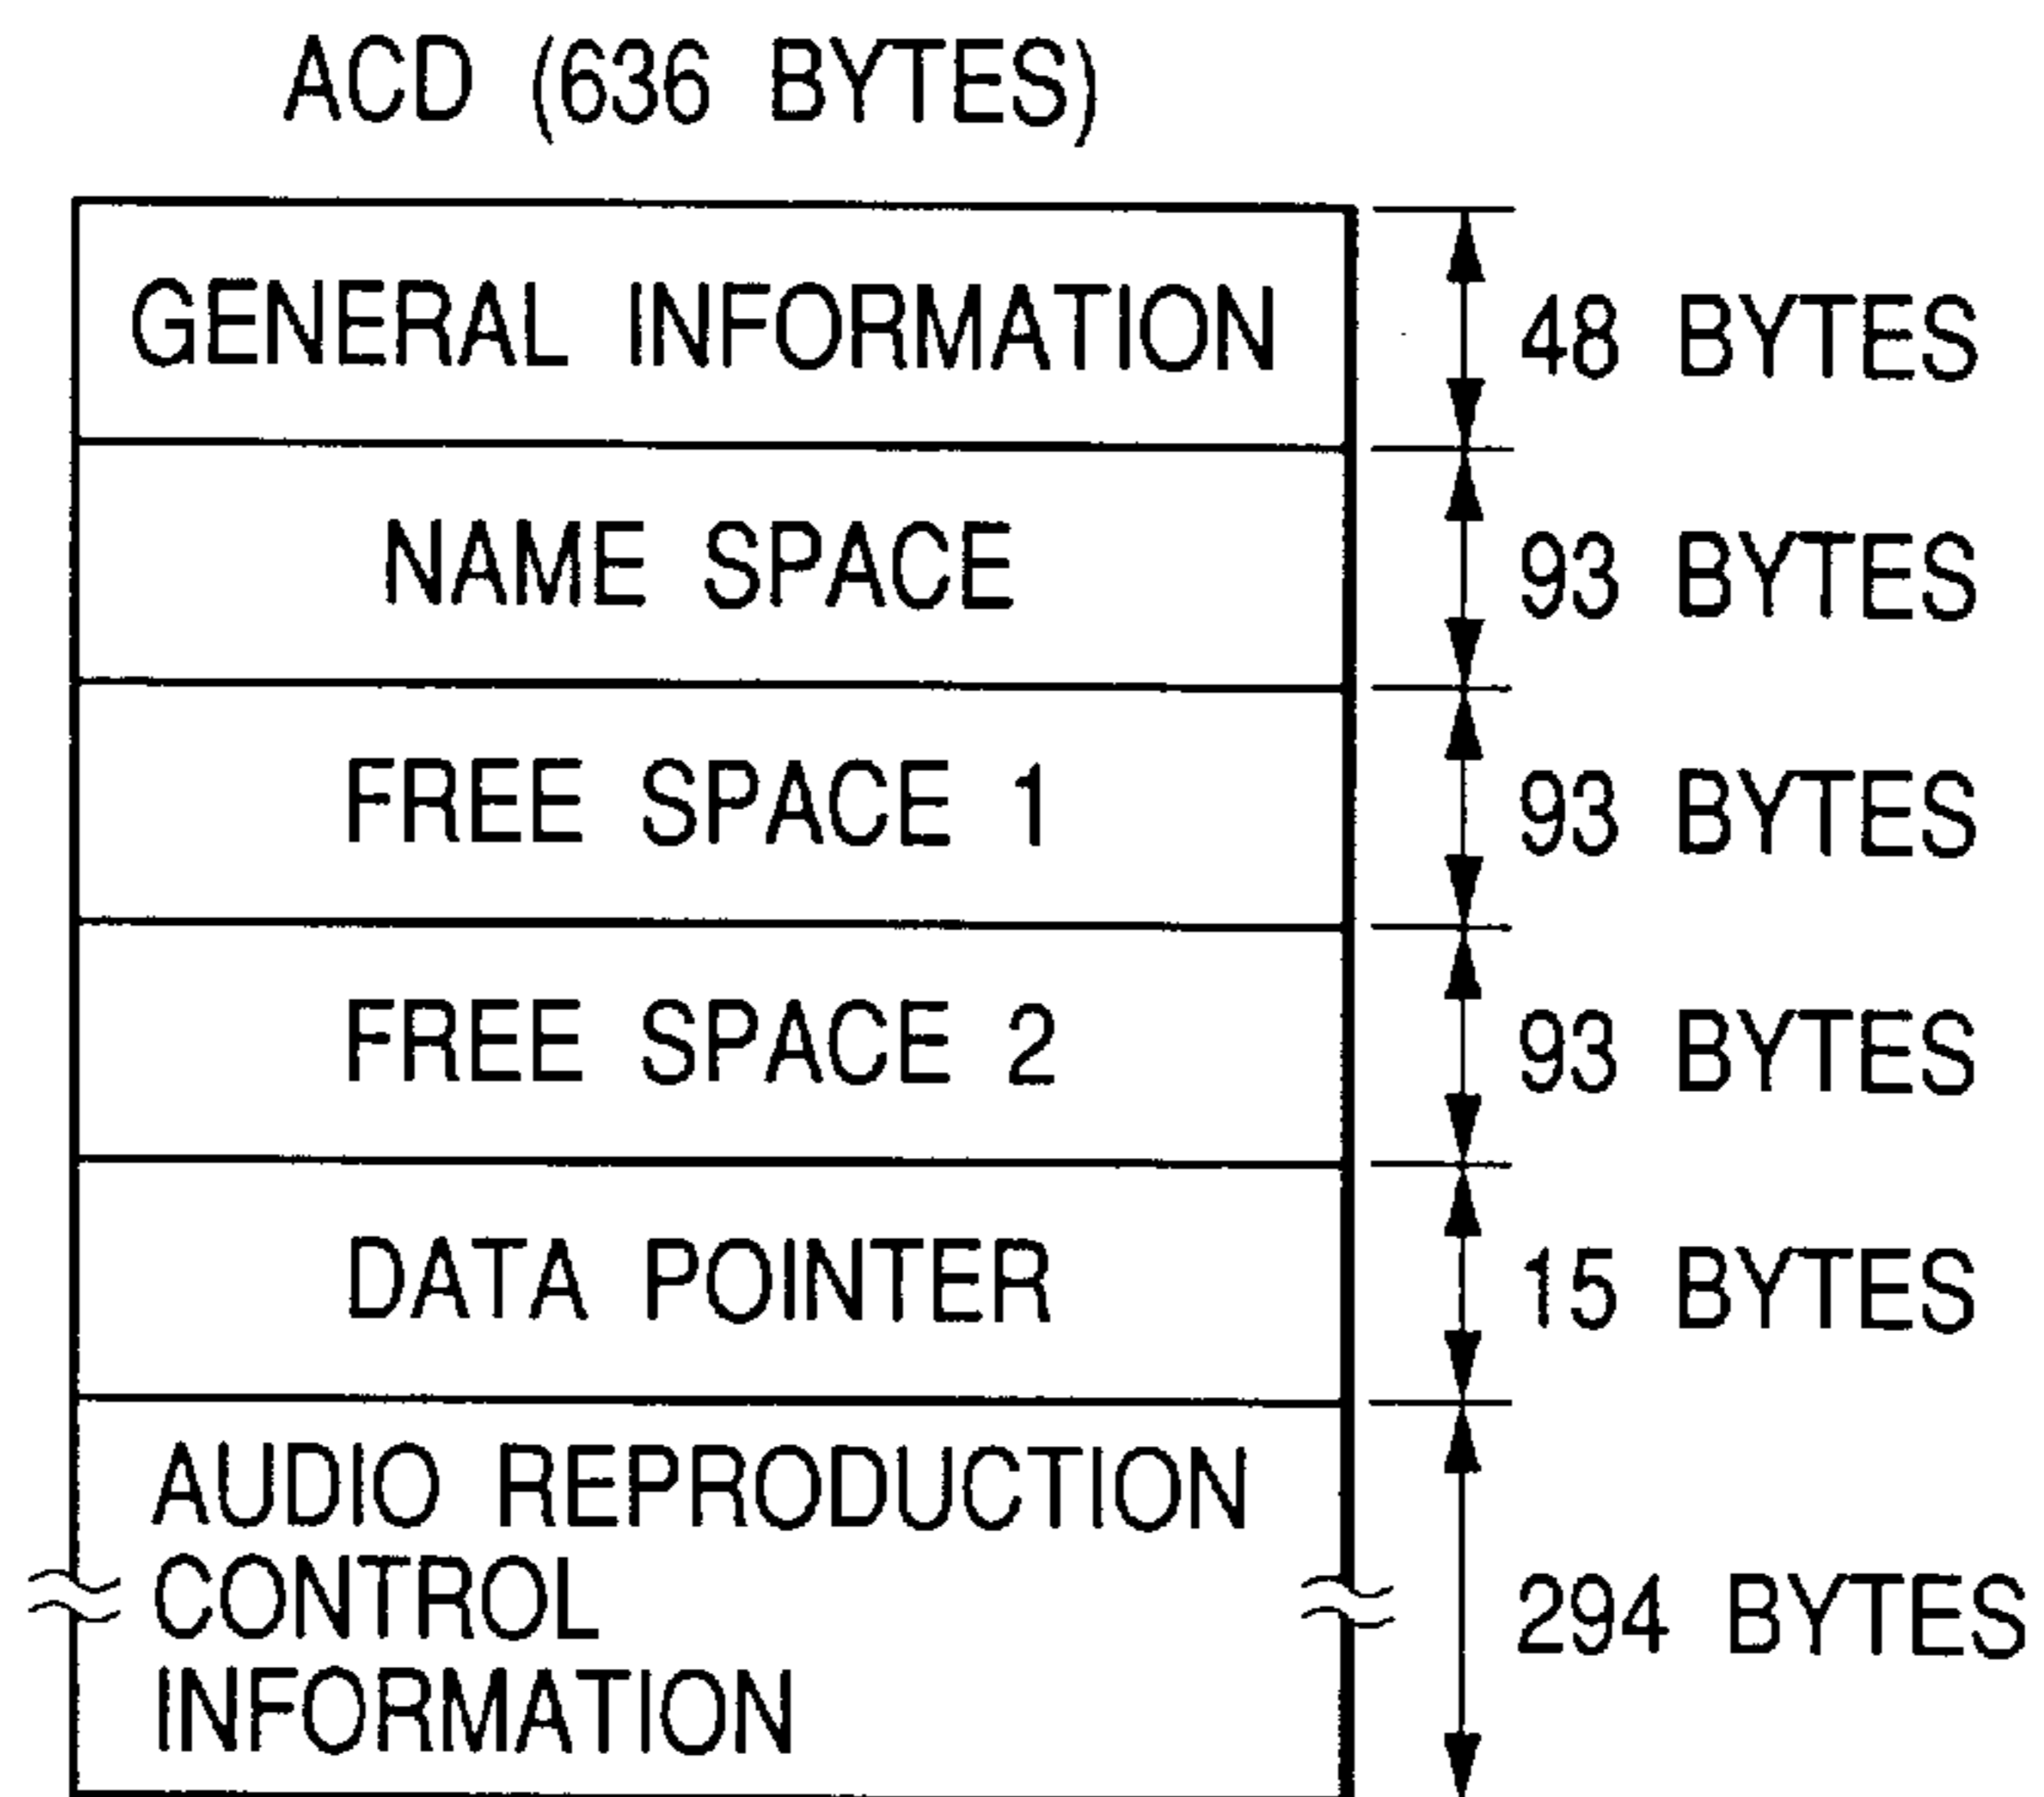 ACD (636 BYTES)
GENERAL INFORMATION
48 BYTES
NAME SPACE
93 BYTES
FREE SPACE 1
93 BYTES
FREE SPACE 2
93 BYTES
DATA POINTER
15 BYTES
AUDIO REPRODUCTION
CONTROL
INFORMATION
294 BYTES